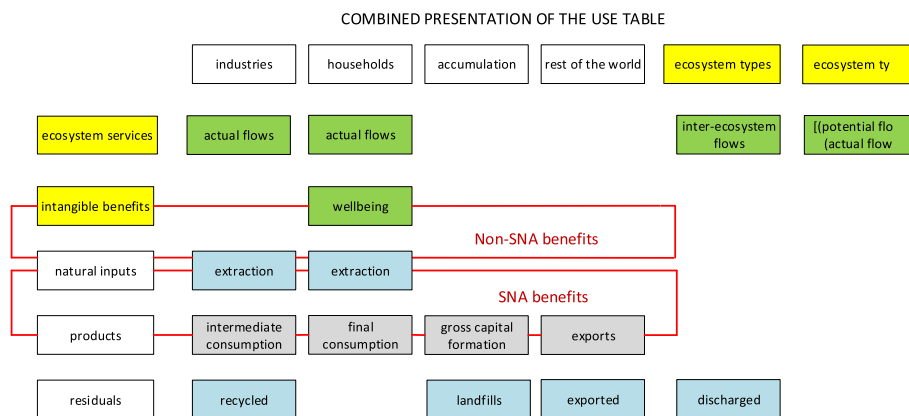 COMBINED PRESENTATION OF THE USE TABLE
industries
households
accumulation
rest of the world
ecosystem types
ecosystem ty
ecosystem services
actual flows
actual flows
inter-ecosystem
flows
[(potential flo
(actual flow
intangible benefits
wellbeing
Non-SNA benefits
natural inputs
extraction
extraction
SNA benefits
products
intermediate
consumption
final
consumption
gross capital
formation
exports
residuals
recycled
landfills
exported
discharged